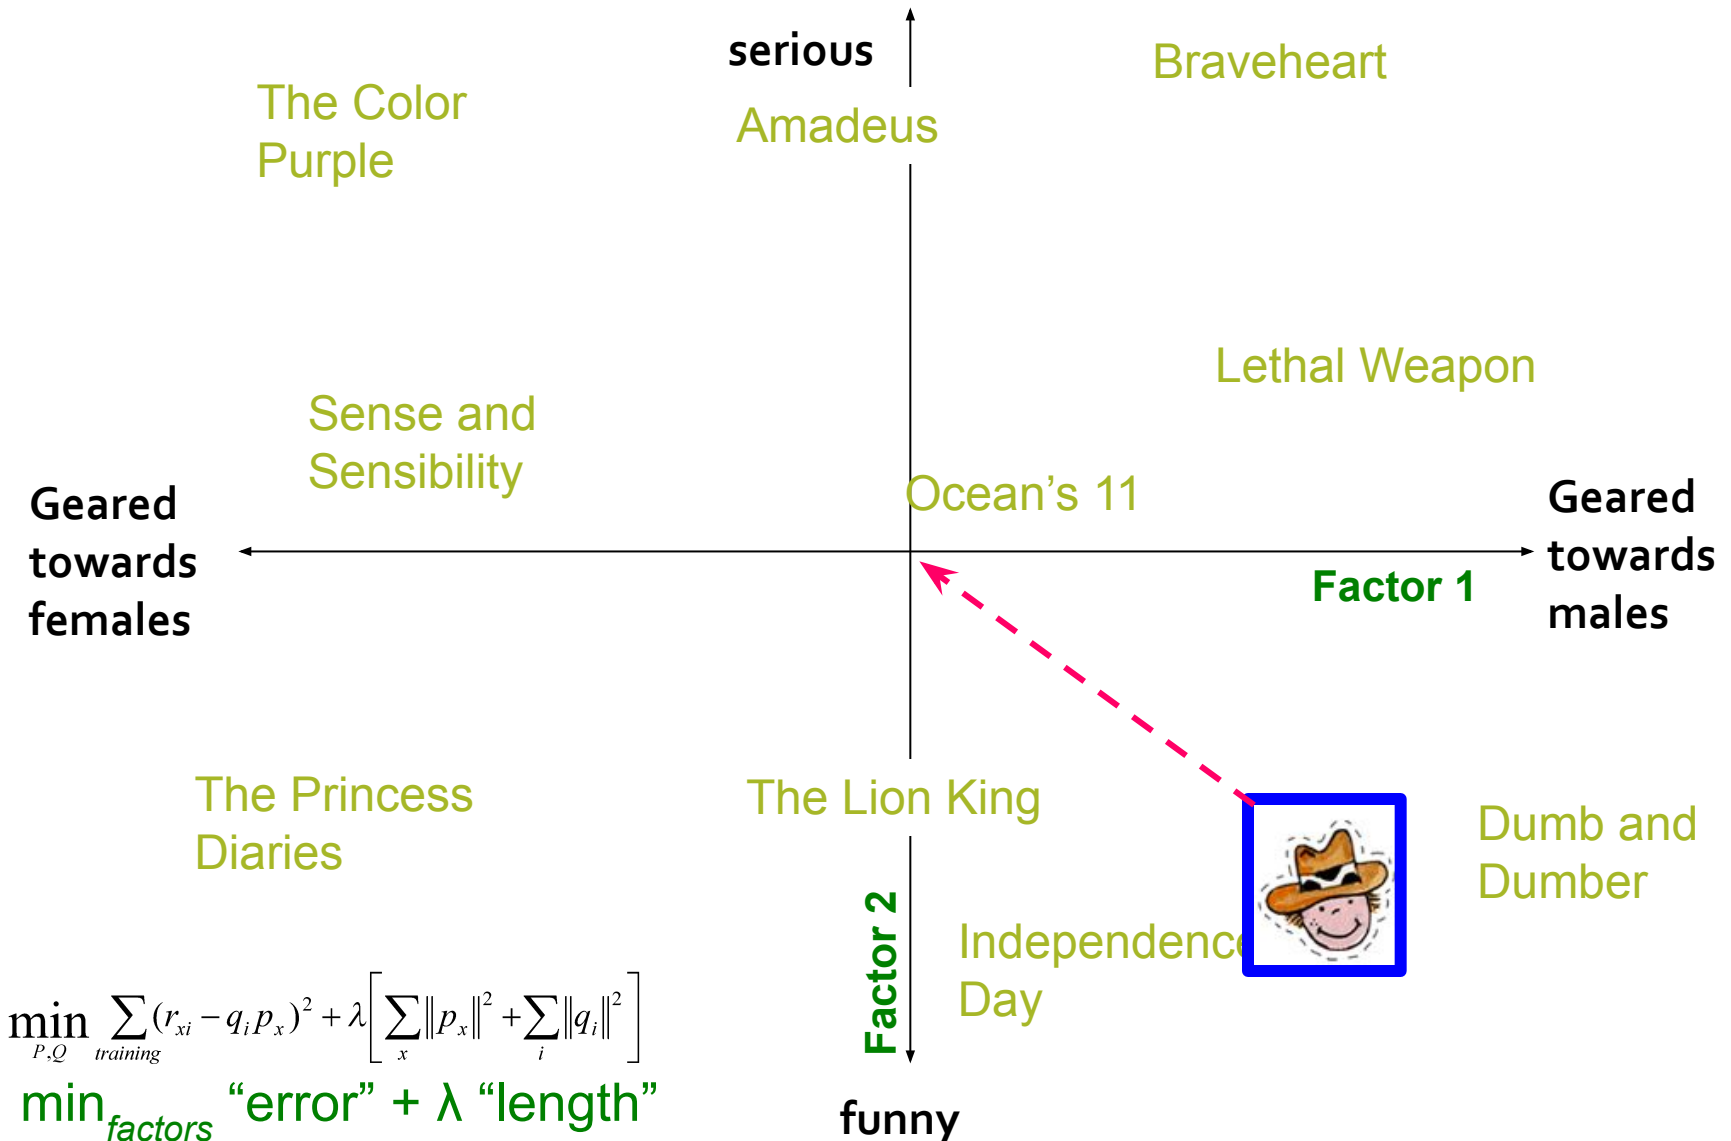 serious
Braveheart
The Color
Purple
Amadeus
Lethal Weapon
Sense and
Sensibility
Ocean's 11
Geared
towards
females
Geared
towards
males
Factor 1
The Princess
Diaries
The Lion King
Dumb and
Dumber
Factor 2
Independence
Day
min_{P,Q} ∑_{training} (r_{xi} − q_i p_x)² + λ[∑_x ‖p_x‖² + ∑_i ‖q_i‖²]
min_{factors} “error” + λ “length”
funny